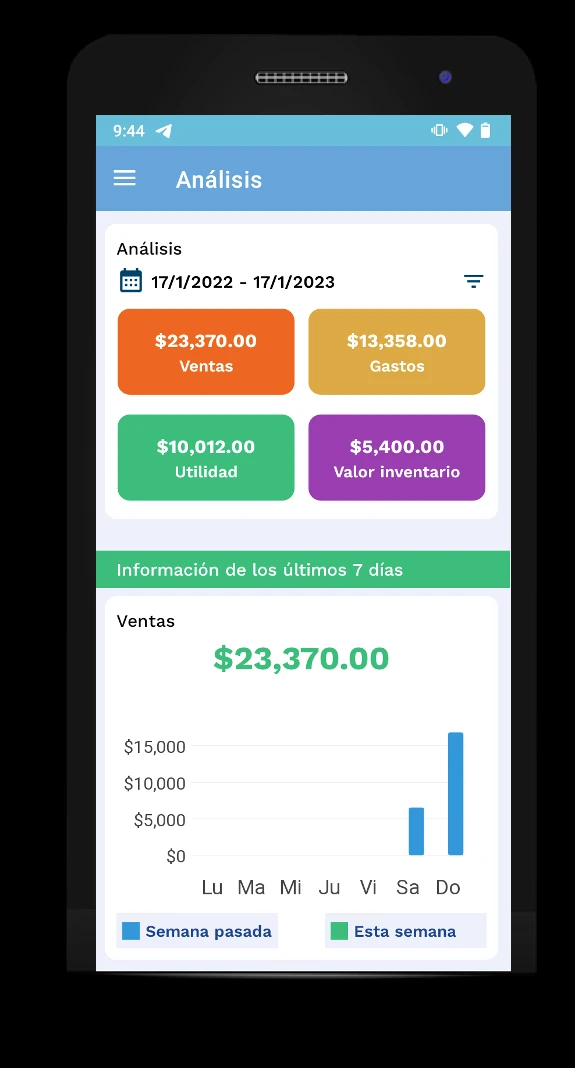 9:44
Análisis
Análisis
17/1/2022 - 17/1/2023
$23,370.00
Ventas
$13,358.00
Gastos
$10,012.00
Utilidad
$5,400.00
Valor inventario
Información de los últimos 7 días
Ventas
$23,370.00
$15,000
$10,000
$5,000
$0
Lu Ma Mi Ju Vi Sa Do
Semana pasada
Esta semana